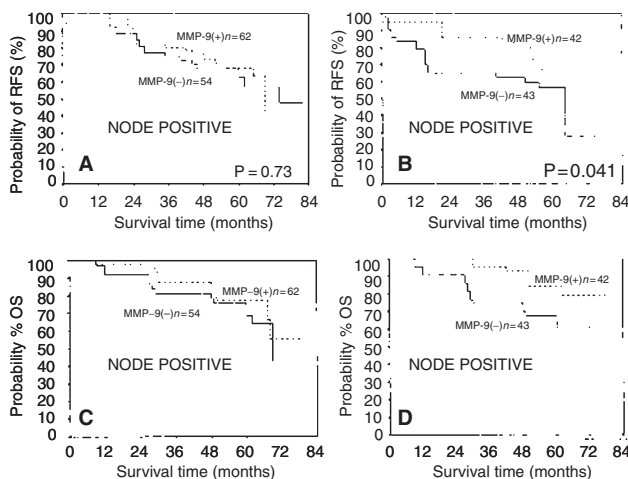 Probability of RFS (%)
100
90
80
70
60
50
40
30
20
10
0
MMP-9(+)n=62
MMP-9(−)n=54
NODE POSITIVE
A
P = 0.73
0 12 24 36 48 60 72 84
Survival time (months)
Probability of RFS (%)
100
90
80
70
60
50
40
30
20
10
0
MMP-9(+)n=42
MMP-9(−)n=43
NODE POSITIVE
B
P = 0.041
0 12 24 36 48 60 72 84
Survival time (months)
Probability % OS
100
90
80
70
60
50
40
30
20
10
0
MMP–9(+)n=62
MMP–9(−)n=54
NODE POSITIVE
C
0 12 24 36 48 60 72 84
Survival time (months)
Probability % OS
100
90
80
70
60
50
40
30
20
10
0
MMP-9(+)n=42
MMP-9(−)n=43
NODE POSITIVE
D
0 12 24 36 48 60 72 84
Survival time (months)